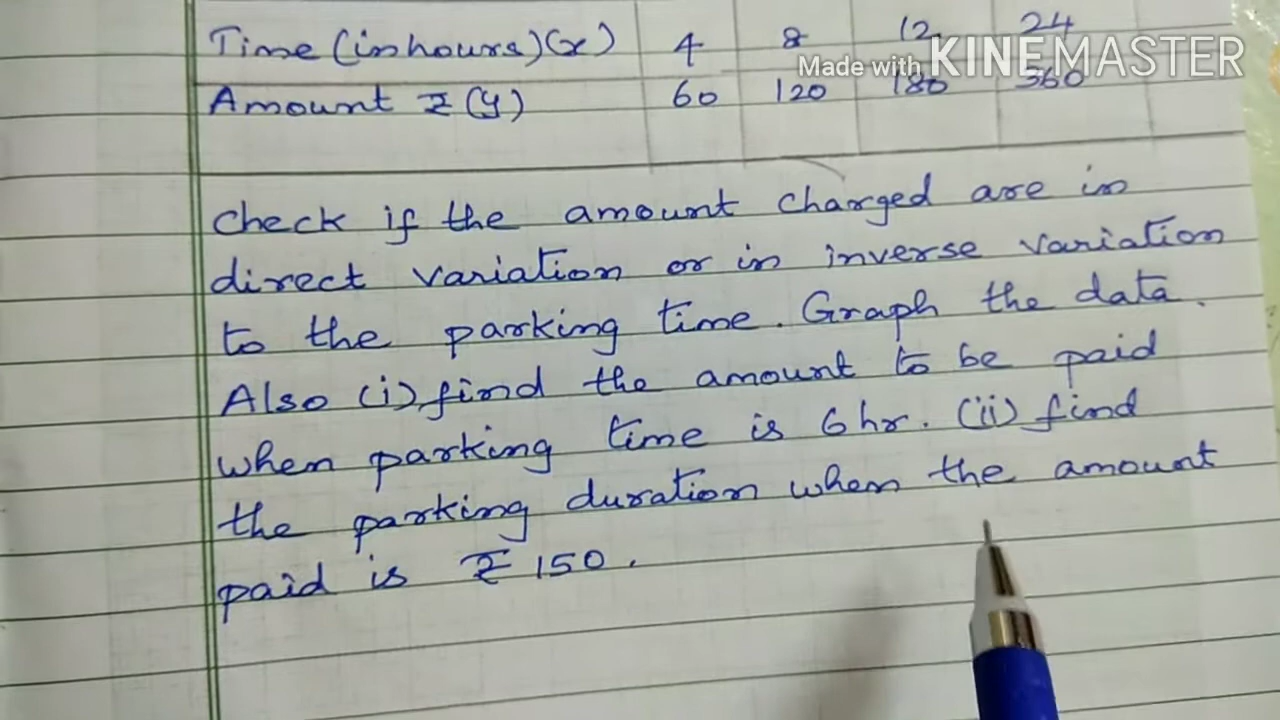 Time (in hours) (x) 4 8 12 24
Made with KINEMASTER
Amount ₹ (y) 60 120 180 360
Check if the amount charged are in
direct variation or in inverse variation
to the parking time. Graph the data.
Also (i) find the amount to be paid
when parking time is 6 hr. (ii) find
the parking duration when the amount
paid is ₹ 150.